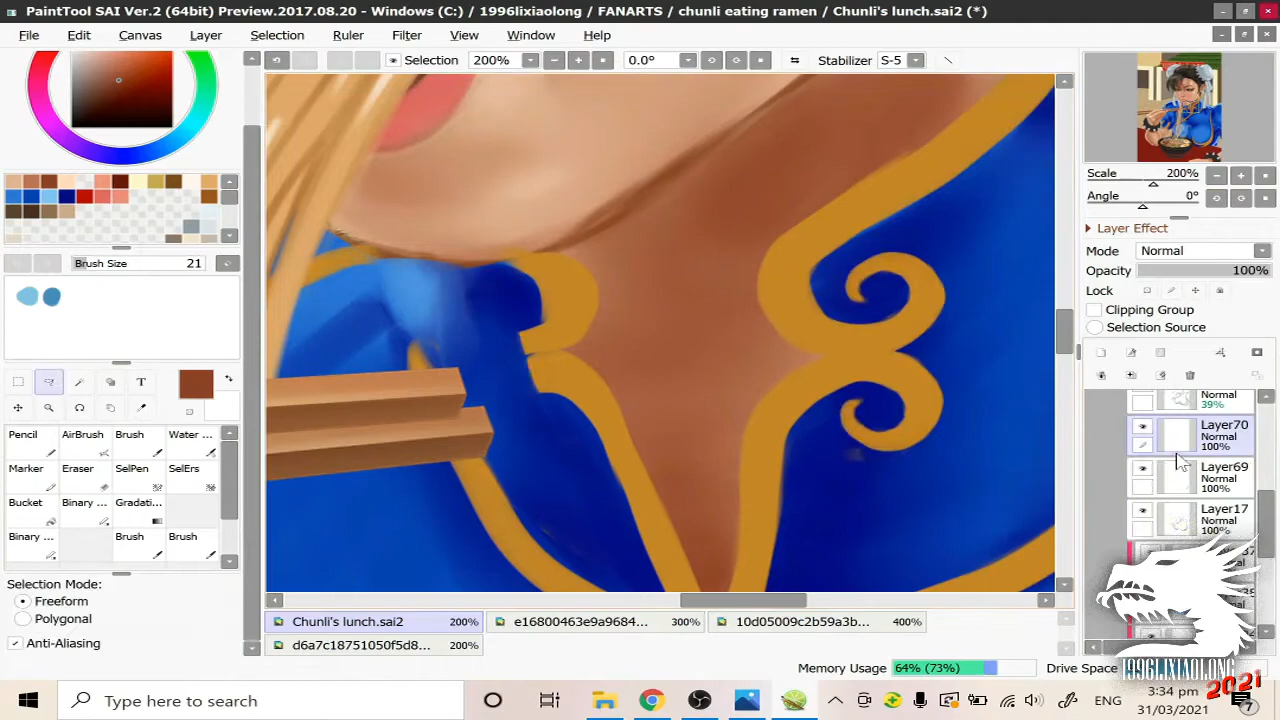 PaintTool SAI Ver.2 (64bit) Preview.2017.08.20 - Windows (C:) / 1996lixiaolong / FANARTS / chunli eating ramen / Chunli's lunch.sai2 (*)
File Edit Canvas Layer Selection Ruler Filter View Window Help
Selection 200% 0.0° Stabilizer S-5
Scale 200%
Angle 0°
Layer Effect
Mode Normal
Opacity 100%
Lock
Clipping Group
Selection Source
Brush Size 21
T
Pencil AirBrush Brush Water ...
Marker Eraser SelPen SelErs
Bucket Binary ... Gradati...
Binary ... Brush Brush
Selection Mode:
Freeform
Polygonal
Anti-Aliasing
Normal
39%
Layer70
Normal
100%
Layer69
Normal
100%
Layer17
Normal
100%
Chunli's lunch.sai2 200% e16800463e9a9684... 300% 10d05009c2b59a3b... 400%
d6a7c18751050f5d8... 200%
Memory Usage 64% (73%) Drive Space
1996LIXIAOLONG
2021
Type here to search
ENG
3:34 pm
31/03/2021
7